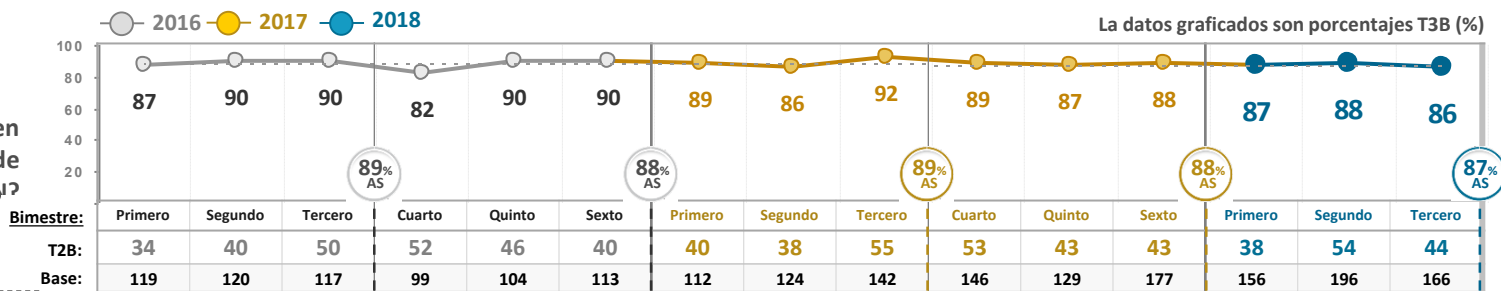 2016 2017 2018
La datos graficados son porcentajes T3B (%)
100
80
60
40
20
en
de
87 90 90 82 90 90 89 86 92 89 87 88 87 88 86
89% AS 88% AS 89% AS 88% AS 87% AS
Bimestre: Primero Segundo Tercero Cuarto Quinto Sexto Primero Segundo Tercero Cuarto Quinto Sexto Primero Segundo Tercero
T2B: 34 40 50 52 46 40 40 38 55 53 43 43 38 54 44
Base: 119 120 117 99 104 113 112 124 142 146 129 177 156 196 166